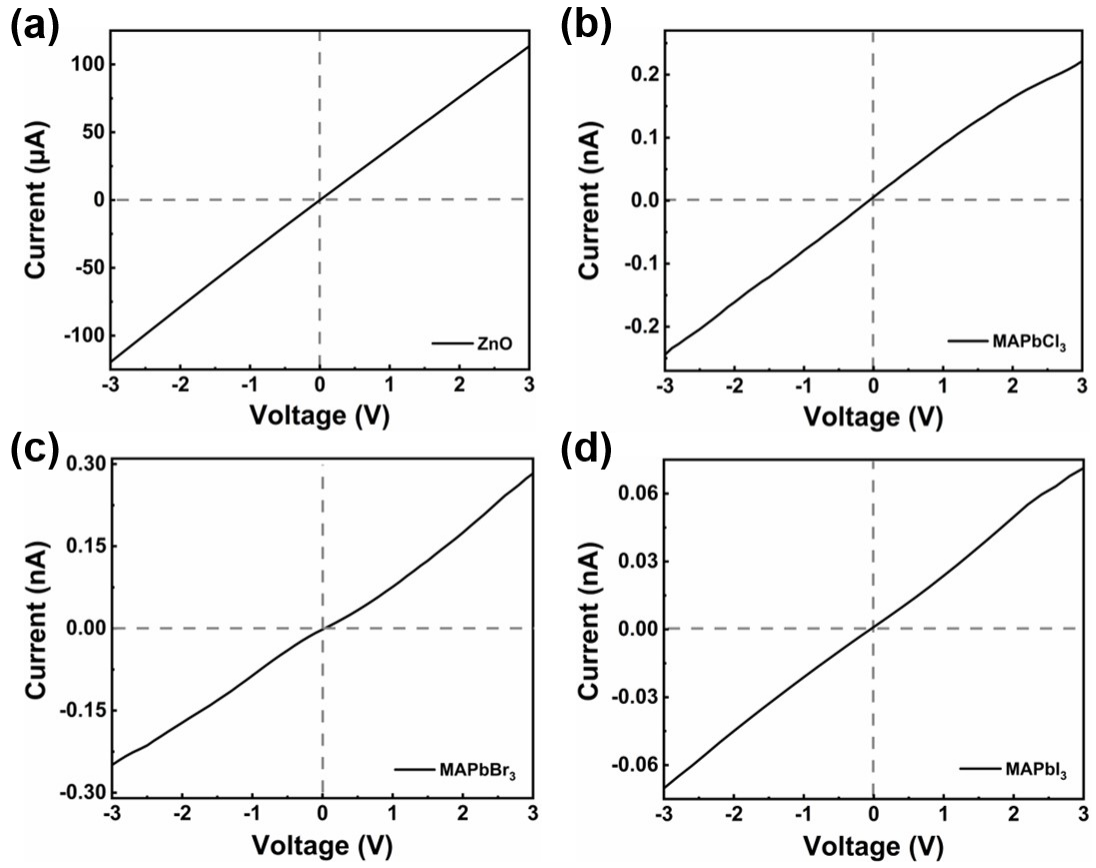 (a)
100
50
0
-50
-100
Current (µA)
-3 -2 -1 0 1 2 3
Voltage (V)
ZnO
(b)
0.2
0.1
0.0
-0.1
-0.2
Current (nA)
-3 -2 -1 0 1 2 3
Voltage (V)
MAPbCl₃
(c)
0.30
0.15
0.00
-0.15
-0.30
Current (nA)
-3 -2 -1 0 1 2 3
Voltage (V)
MAPbBr₃
(d)
0.06
0.03
0.00
-0.03
-0.06
Current (nA)
-3 -2 -1 0 1 2 3
Voltage (V)
MAPbI₃